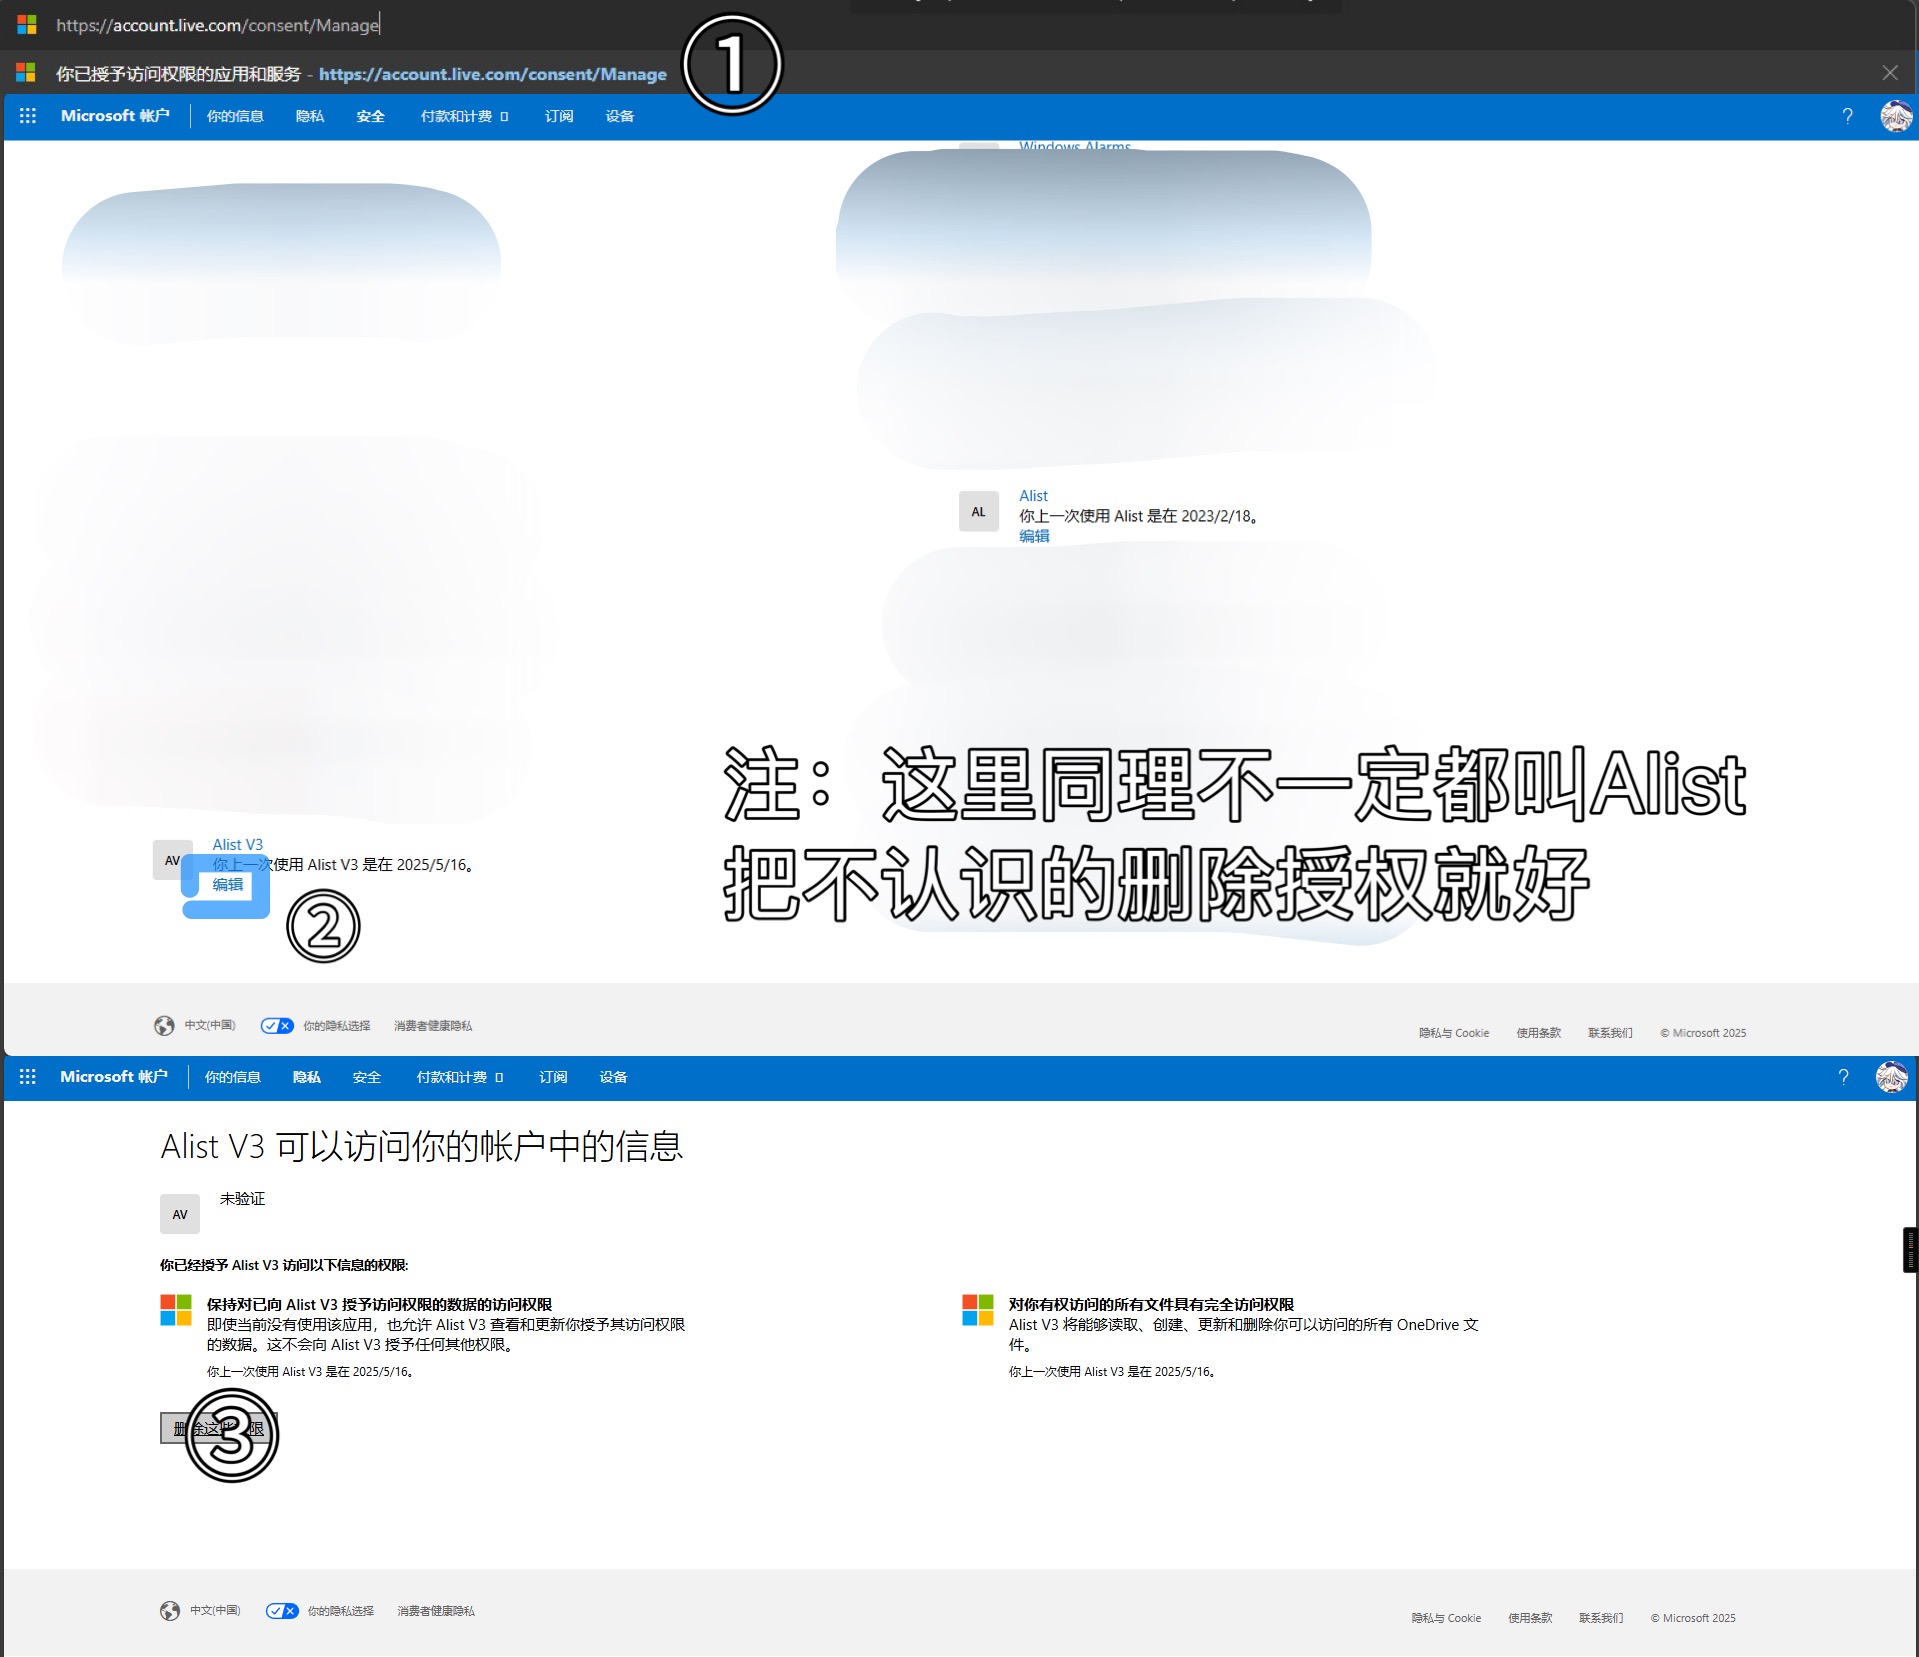 https://account.live.com/consent/Manage
你已授予访问权限的应用和服务 - https://account.live.com/consent/Manage
①
Microsoft 帐户 你的信息 隐私 安全 付款和计费 订阅 设备 ?
Windows Alarms
Alist
AL
你上一次使用 Alist 是在 2023/2/18。
编辑
注：这里同理不一定都叫Alist
把不认识的删除授权就好
Alist V3
AV
你上一次使用 Alist V3 是在 2025/5/16。
编辑
②
中文(中国) 你的隐私选择 消费者健康隐私
隐私与 Cookie 使用条款 联系我们 © Microsoft 2025
Microsoft 帐户 你的信息 隐私 安全 付款和计费 订阅 设备 ?
Alist V3 可以访问你的帐户中的信息
未验证
AV
你已经授予 Alist V3 访问以下信息的权限:
保持对已向 Alist V3 授予访问权限的数据的访问权限
即使当前没有使用该应用，也允许 Alist V3 查看和更新你授予其访问权限
的数据。这不会向 Alist V3 授予任何其他权限。
你上一次使用 Alist V3 是在 2025/5/16。
对你有权访问的所有文件具有完全访问权限
Alist V3 将能够读取、创建、更新和删除你可以访问的所有 OneDrive 文
件。
你上一次使用 Alist V3 是在 2025/5/16。
删除这些权限
③
中文(中国) 你的隐私选择 消费者健康隐私
隐私与 Cookie 使用条款 联系我们 © Microsoft 2025